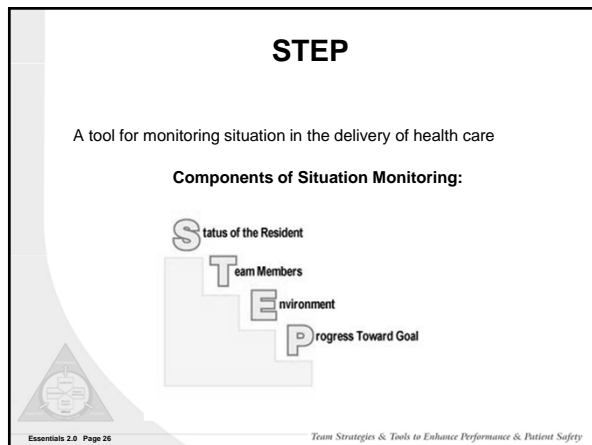 STEP
A tool for monitoring situation in the delivery of health care
Components of Situation Monitoring:
Status of the Resident
Team Members
Environment
Progress Toward Goal
Essentials 2.0 Page 26
Team Strategies & Tools to Enhance Performance & Patient Safety